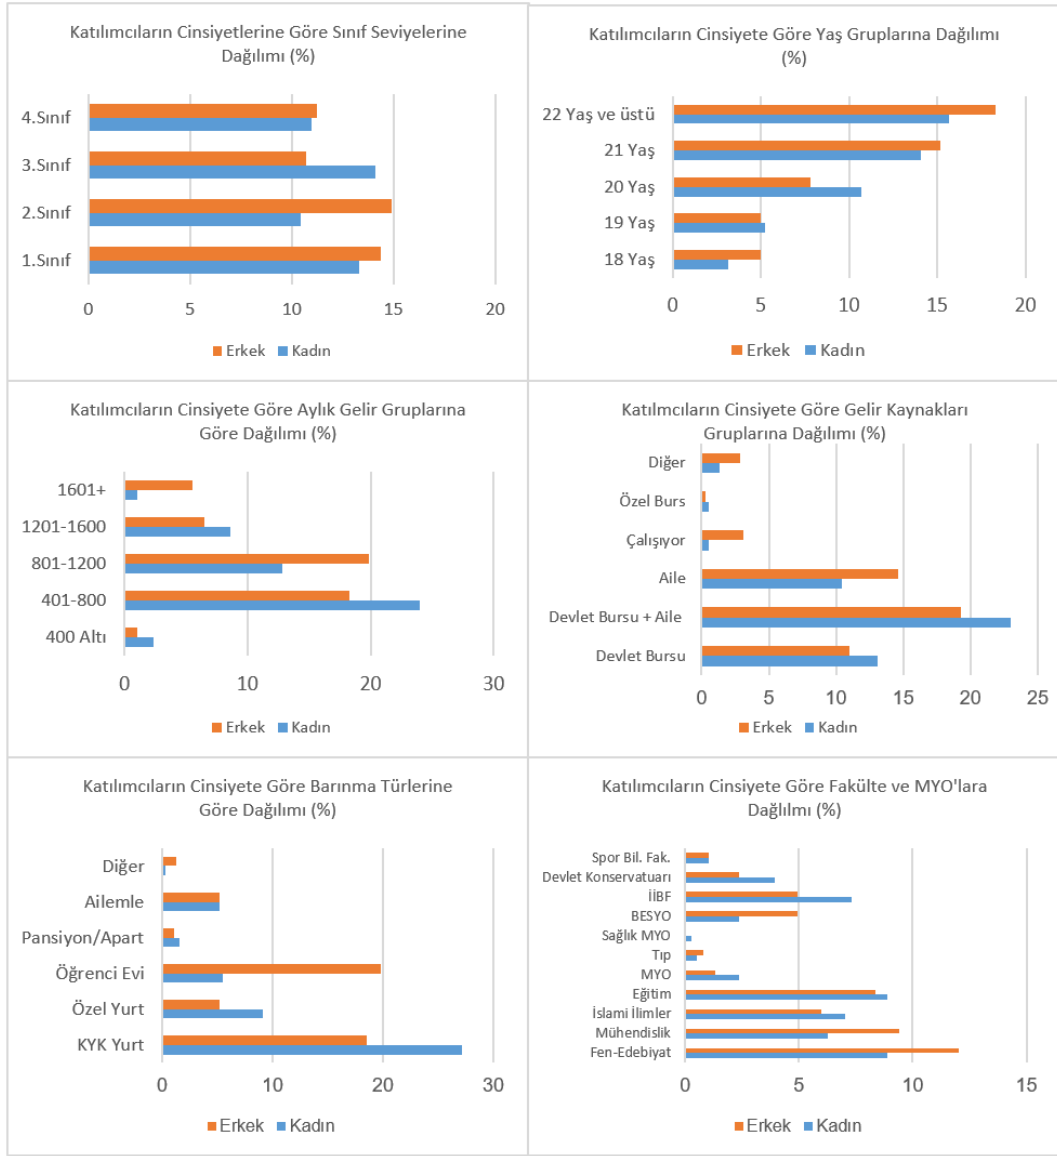 Katılımcıların Cinsiyetlerine Göre Sınıf Seviyelerine
Dağılımı (%)
4.Sınıf
3.Sınıf
2.Sınıf
1.Sınıf
0 5 10 15 20
Erkek Kadın
Katılımcıların Cinsiyete Göre Yaş Gruplarına Dağılımı
(%)
22 Yaş ve üstü
21 Yaş
20 Yaş
19 Yaş
18 Yaş
0 5 10 15 20
Erkek Kadın
Katılımcıların Cinsiyete Göre Aylık Gelir Gruplarına
Göre Dağılımı (%)
1601+
1201-1600
801-1200
401-800
400 Altı
0 10 20 30
Erkek Kadın
Katılımcıların Cinsiyete Göre Gelir Kaynakları
Gruplarına Dağılımı (%)
Diğer
Özel Burs
Çalışıyor
Aile
Devlet Bursu + Aile
Devlet Bursu
0 5 10 15 20 25
Erkek Kadın
Katılımcıların Cinsiyete Göre Barınma Türlerine
Göre Dağılımı (%)
Diğer
Ailemle
Pansiyon/Apart
Öğrenci Evi
Özel Yurt
KYK Yurt
0 10 20 30
Erkek Kadın
Katılımcıların Cinsiyete Göre Fakülte ve MYO'lara
Dağlılmı (%)
Spor Bil. Fak.
Devlet Konservatuarı
İİBF
BESYO
Sağlık MYO
Tıp
MYO
Eğitim
İslami İlimler
Mühendislik
Fen-Edebiyat
0 5 10 15
Erkek Kadın